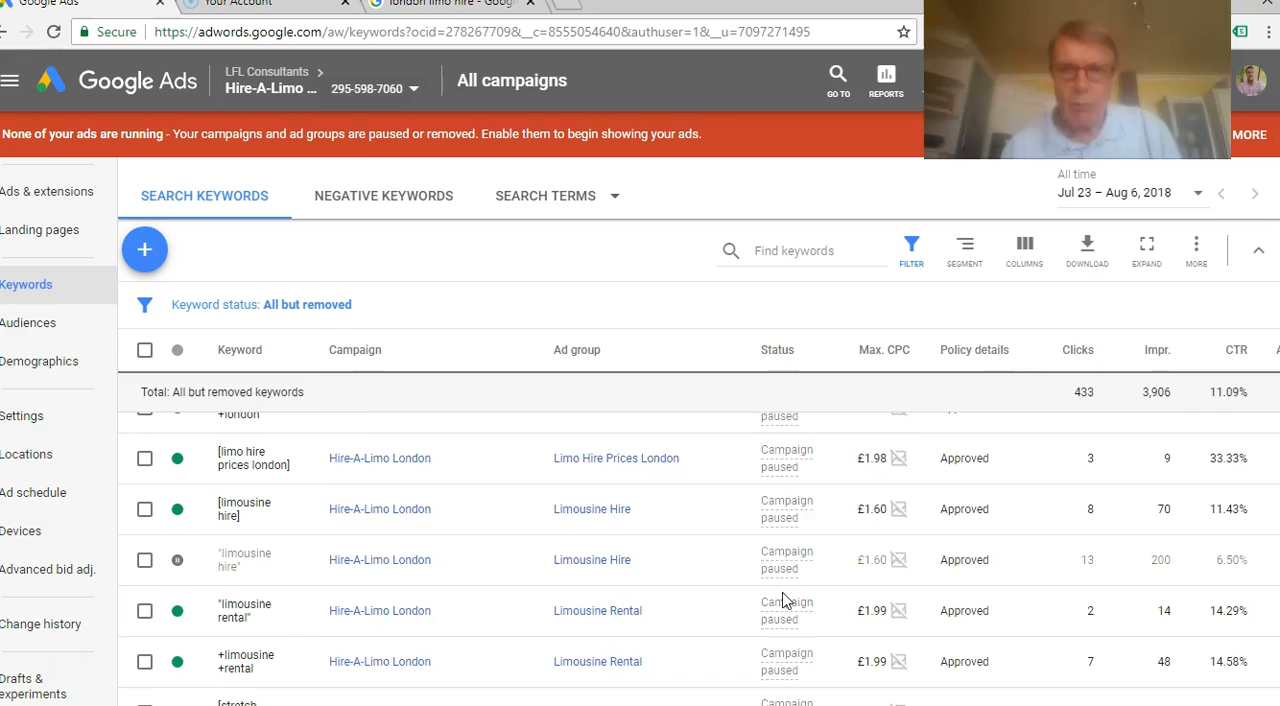 Google Ads
Your Account
london limo hire - Goog
Secure
https://adwords.google.com/aw/keywords?ocid=278267709&__c=8555054640&authuser=1&__u=7097271495
Google Ads
LFL Consultants
Hire-A-Limo ...
295-598-7060
All campaigns
GO TO
REPORTS
None of your ads are running - Your campaigns and ad groups are paused or removed. Enable them to begin showing your ads.
MORE
Ads & extensions
Landing pages
Keywords
Audiences
Demographics
Settings
Locations
Ad schedule
Devices
Advanced bid adj.
Change history
Drafts &
experiments
SEARCH KEYWORDS
NEGATIVE KEYWORDS
SEARCH TERMS
All time
Jul 23 – Aug 6, 2018
Find keywords
FILTER
SEGMENT
COLUMNS
DOWNLOAD
EXPAND
MORE
Keyword status: All but removed
Keyword Campaign Ad group Status Max. CPC Policy details Clicks Impr. CTR
Total: All but removed keywords 433 3,906 11.09%
+london
paused
[limo hire
prices london]
Hire-A-Limo London
Limo Hire Prices London
Campaign
paused
£1.98
Approved
3
9
33.33%
[limousine
hire]
Hire-A-Limo London
Limousine Hire
Campaign
paused
£1.60
Approved
8
70
11.43%
"limousine
hire"
Hire-A-Limo London
Limousine Hire
Campaign
paused
£1.60
Approved
13
200
6.50%
"limousine
rental"
Hire-A-Limo London
Limousine Rental
Campaign
paused
£1.99
Approved
2
14
14.29%
+limousine
+rental
Hire-A-Limo London
Limousine Rental
Campaign
paused
£1.99
Approved
7
48
14.58%
[stretch
Campaign